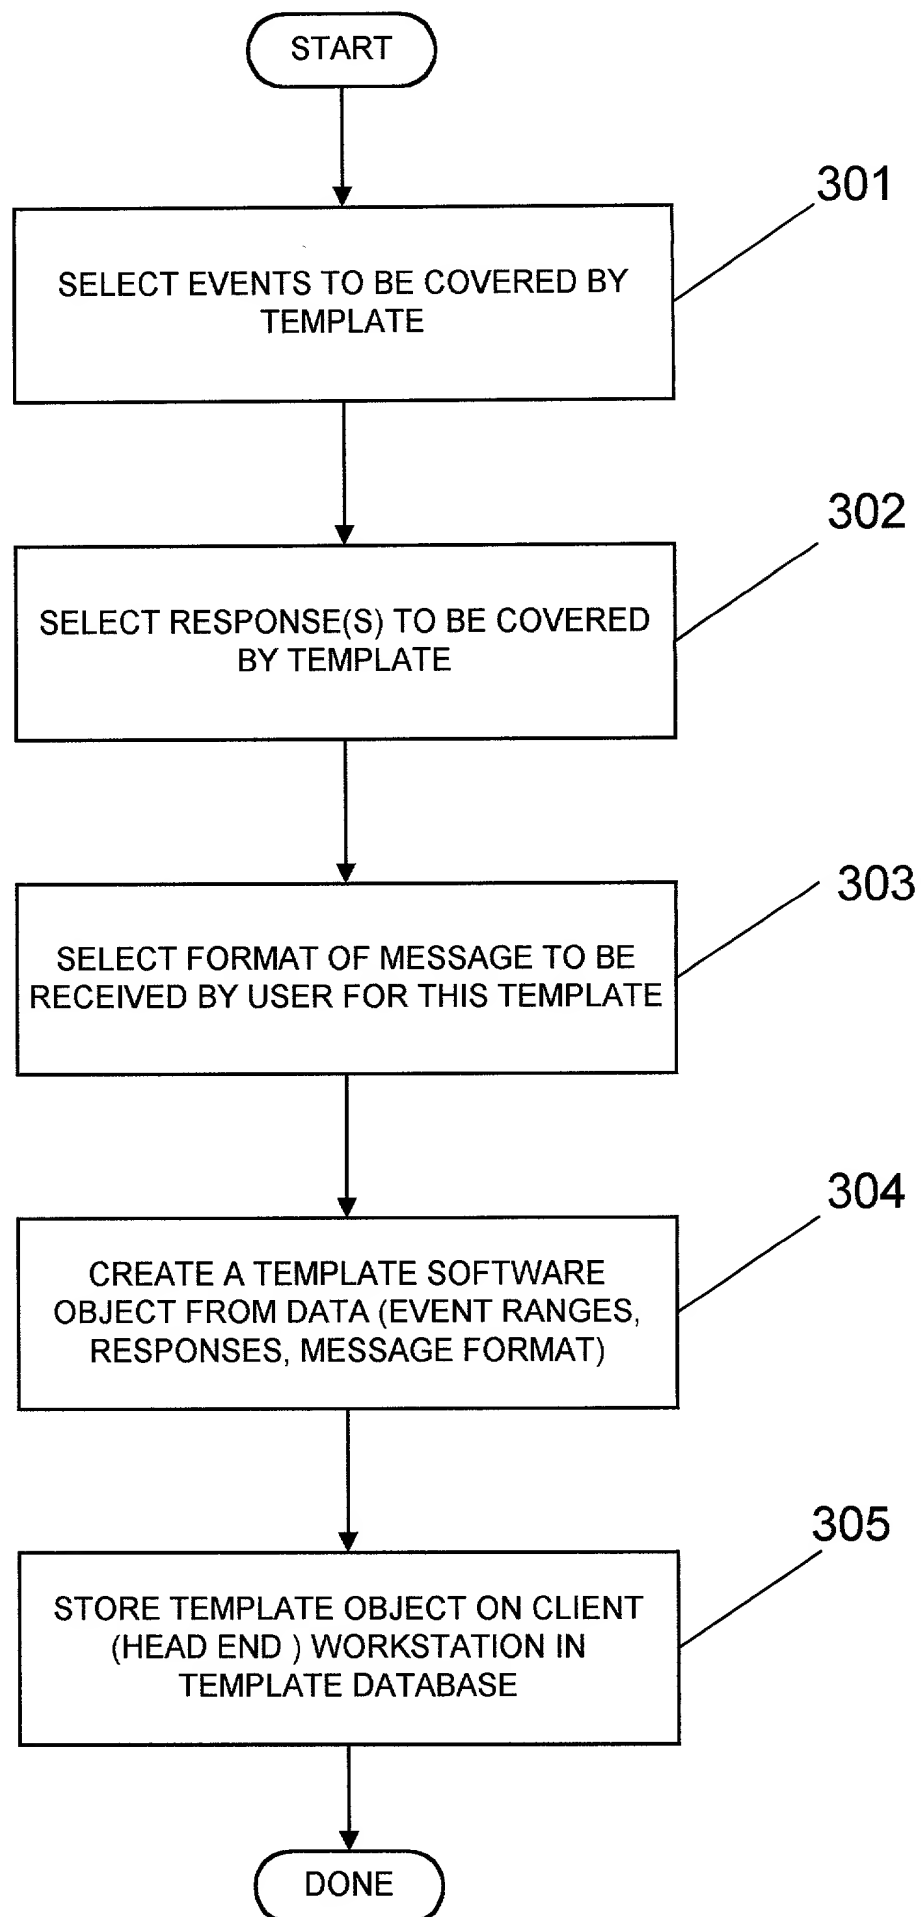 START
301
SELECT EVENTS TO BE COVERED BY
TEMPLATE
302
SELECT RESPONSE(S) TO BE COVERED
BY TEMPLATE
303
SELECT FORMAT OF MESSAGE TO BE
RECEIVED BY USER FOR THIS TEMPLATE
304
CREATE A TEMPLATE SOFTWARE
OBJECT FROM DATA (EVENT RANGES,
RESPONSES, MESSAGE FORMAT)
305
STORE TEMPLATE OBJECT ON CLIENT
(HEAD END ) WORKSTATION IN
TEMPLATE DATABASE
DONE